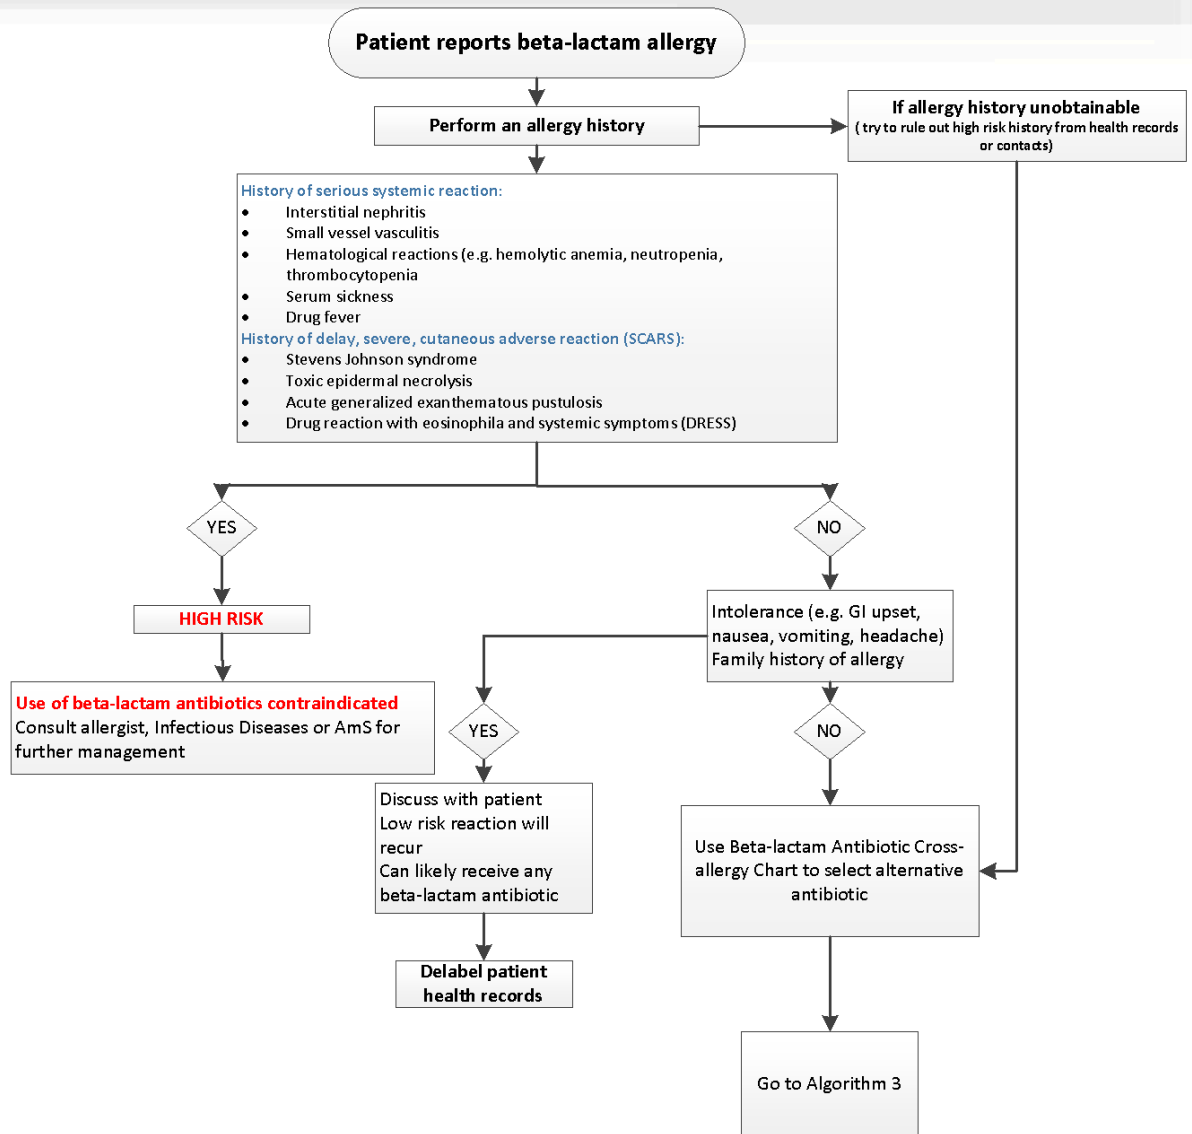 Patient reports beta-lactam allergy
Perform an allergy history
If allergy history unobtainable
( try to rule out high risk history from health records
or contacts)
History of serious systemic reaction:
• Interstitial nephritis
• Small vessel vasculitis
• Hematological reactions (e.g. hemolytic anemia, neutropenia,
thrombocytopenia
• Serum sickness
• Drug fever
History of delay, severe, cutaneous adverse reaction (SCARS):
• Stevens Johnson syndrome
• Toxic epidermal necrolysis
• Acute generalized exanthematous pustulosis
• Drug reaction with eosinophila and systemic symptoms (DRESS)
YES
NO
HIGH RISK
Intolerance (e.g. GI upset,
nausea, vomiting, headache)
Family history of allergy
Use of beta-lactam antibiotics contraindicated
Consult allergist, Infectious Diseases or AmS for
further management
YES
NO
Discuss with patient
Low risk reaction will
recur
Can likely receive any
beta-lactam antibiotic
Use Beta-lactam Antibiotic Cross-
allergy Chart to select alternative
antibiotic
Delabel patient
health records
Go to Algorithm 3